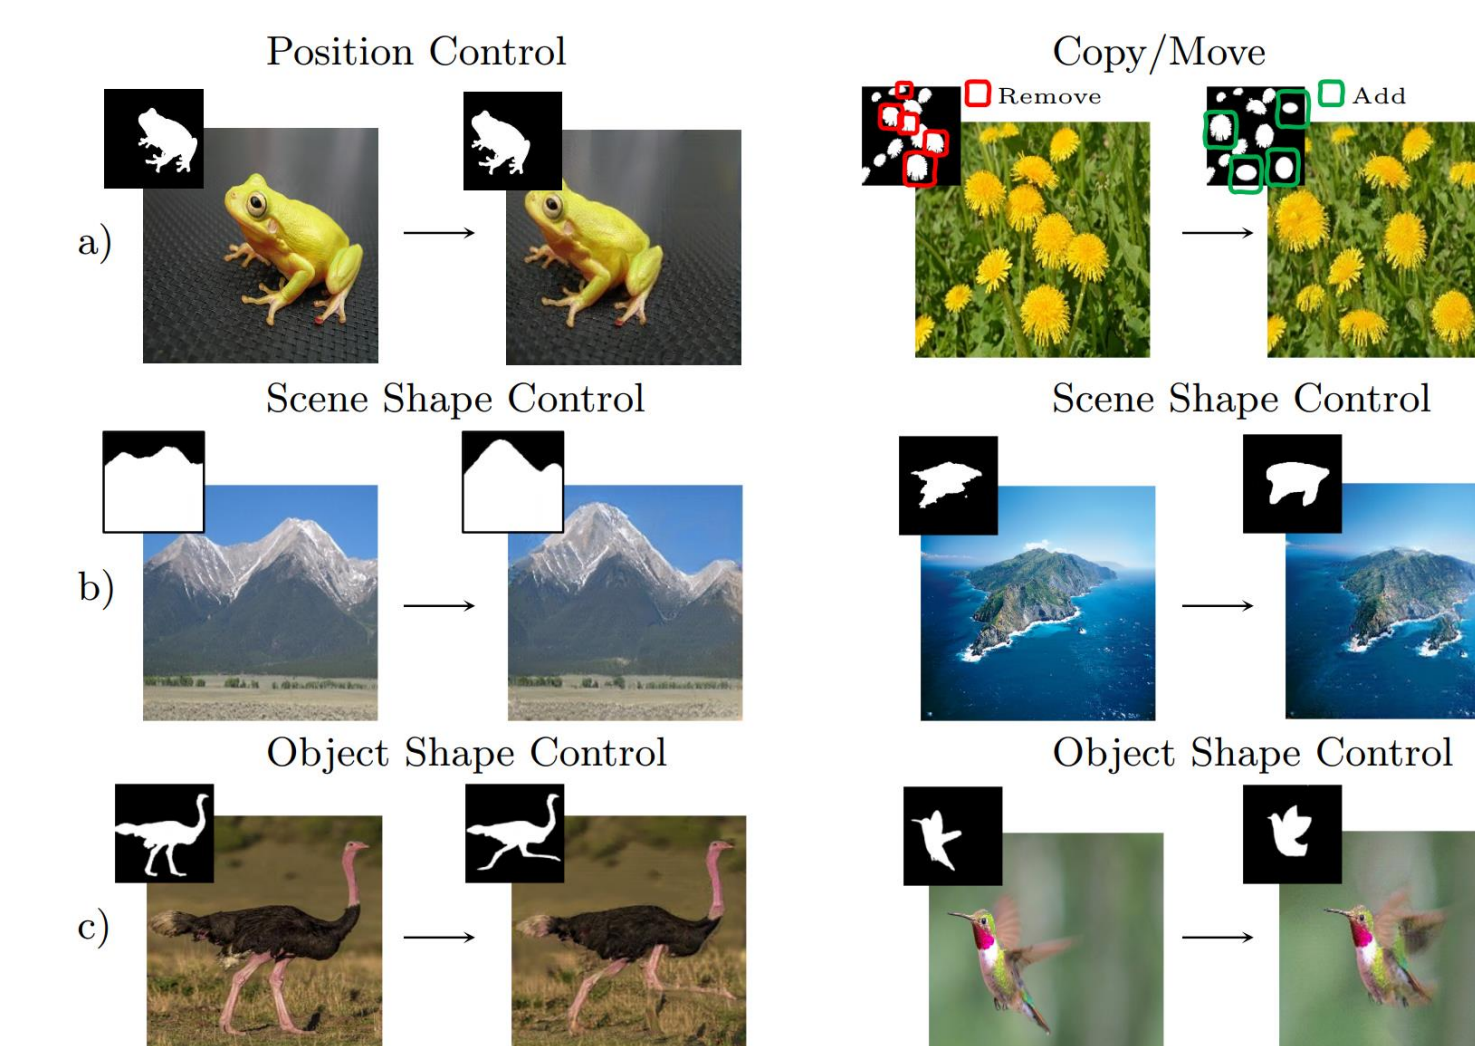 Position Control
Copy/Move
Remove
Add
a)
Scene Shape Control
Scene Shape Control
b)
Object Shape Control
Object Shape Control
c)